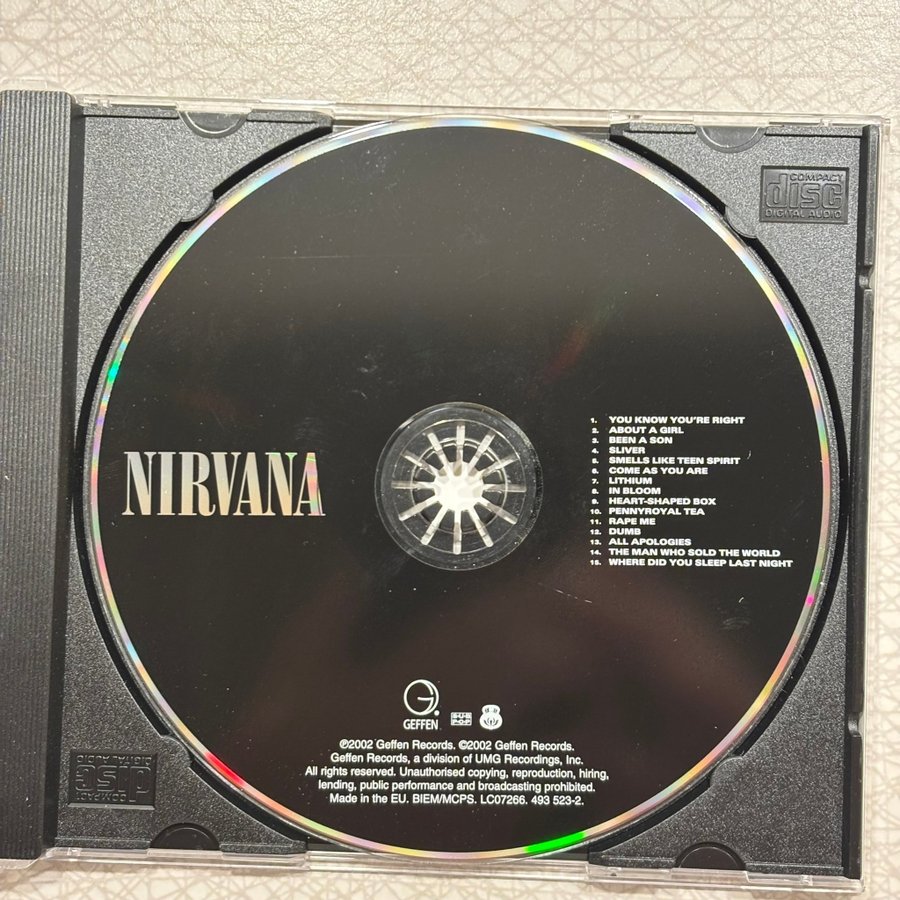 COMPACT
disc
DIGITAL AUDIO
NIRVANA
1. YOU KNOW YOU'RE RIGHT
2. ABOUT A GIRL
3. BEEN A SON
4. SLIVER
5. SMELLS LIKE TEEN SPIRIT
6. COME AS YOU ARE
7. LITHIUM
8. IN BLOOM
9. HEART-SHAPED BOX
10. PENNYROYAL TEA
11. RAPE ME
12. DUMB
13. ALL APOLOGIES
14. THE MAN WHO SOLD THE WORLD
15. WHERE DID YOU SLEEP LAST NIGHT
G.
GEFFEN
SUB
POP
℗2002 Geffen Records. ©2002 Geffen Records.
Geffen Records, a division of UMG Recordings, Inc.
All rights reserved. Unauthorised copying, reproduction, hiring,
lending, public performance and broadcasting prohibited.
Made in the EU. BIEM/MCPS. LC07266. 493 523-2.
COMPACT
disc
DIGITAL AUDIO